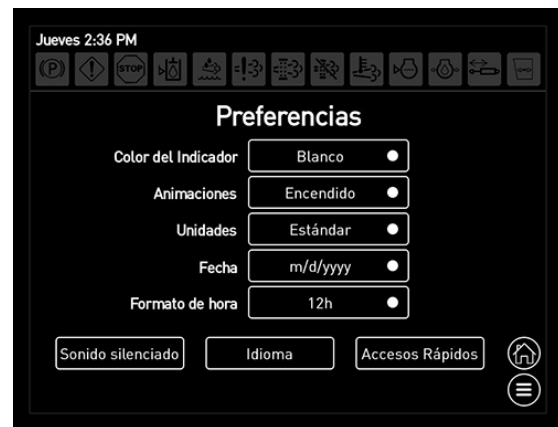 Jueves 2:36 PM
(P) STOP
Preferencias
Color del Indicador Blanco
Animaciones Encendido
Unidades Estándar
Fecha m/d/yyyy
Formato de hora 12h
Sonido silenciado Idioma Accesos Rápidos